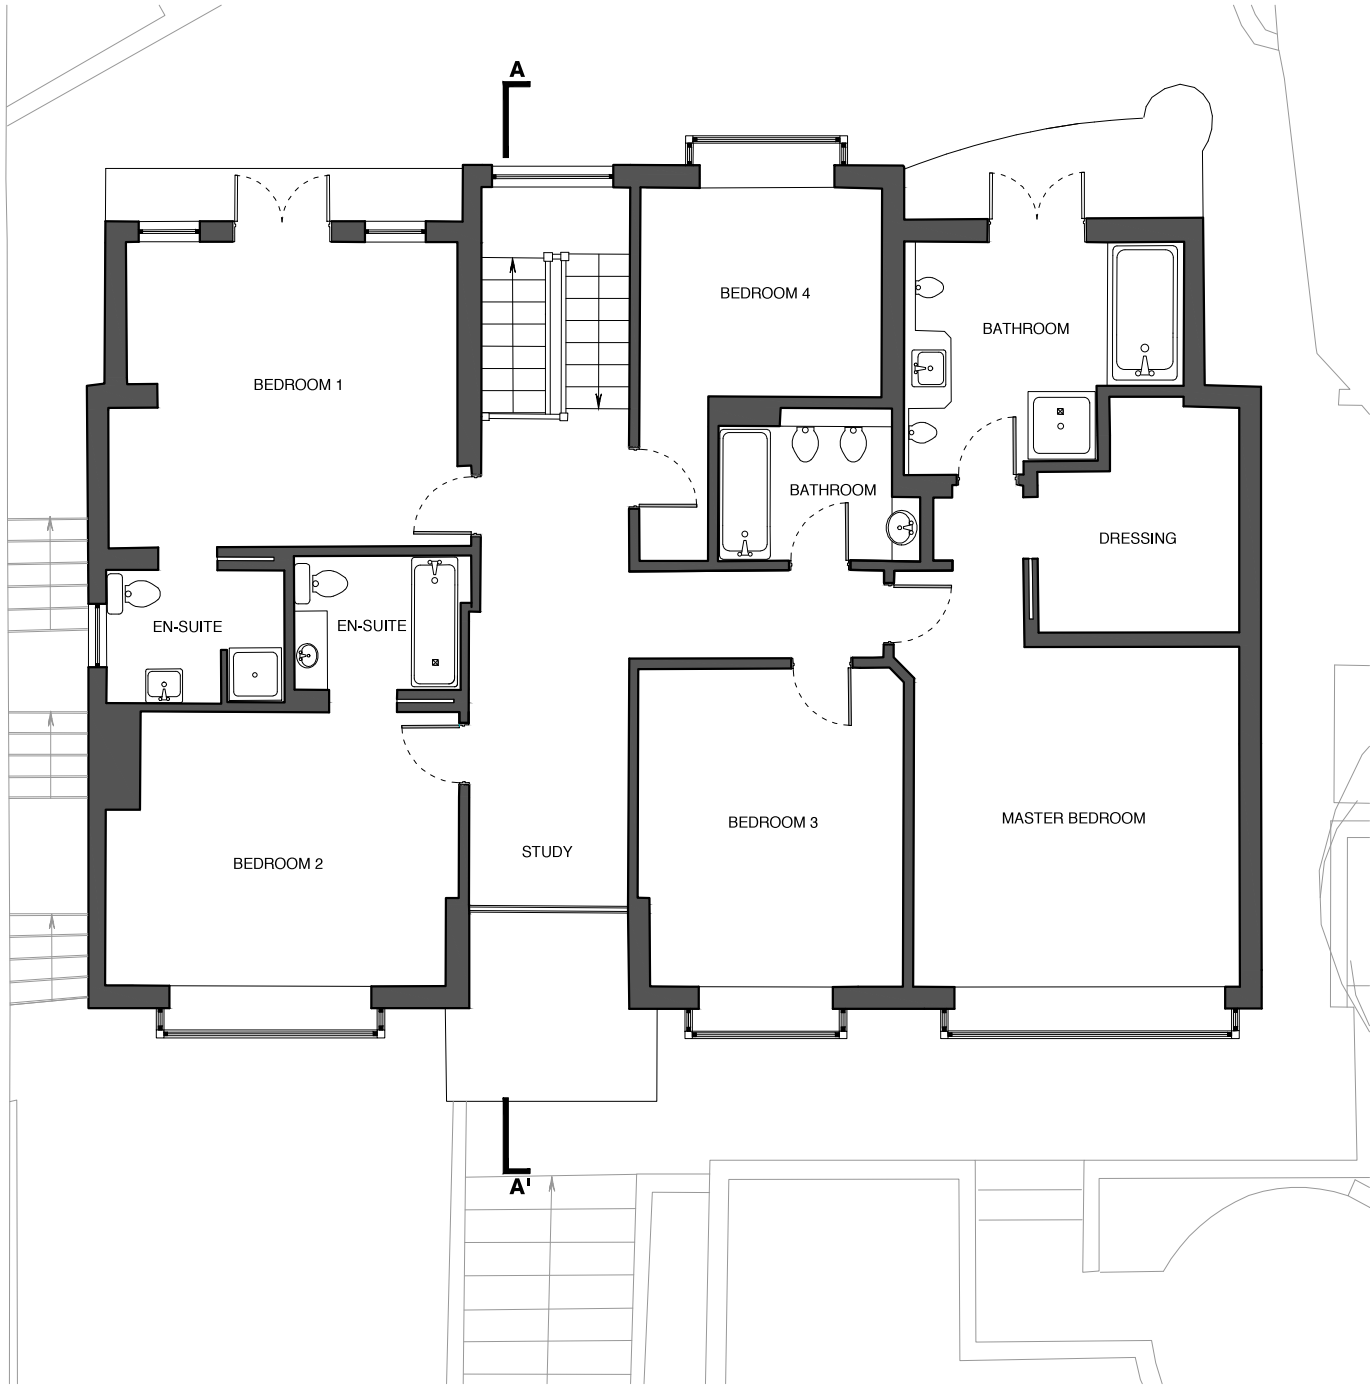 A
BEDROOM 4
BATHROOM
BEDROOM 1
BATHROOM
DRESSING
EN-SUITE
EN-SUITE
MASTER BEDROOM
BEDROOM 3
STUDY
BEDROOM 2
A'